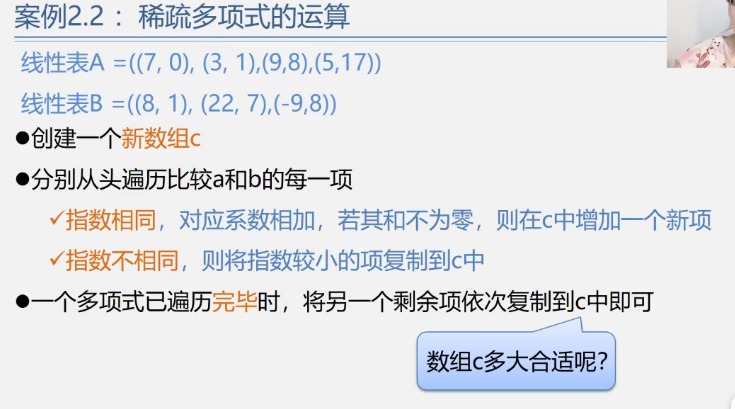 案例2.2 ：稀疏多项式的运算
线性表A =((7, 0), (3, 1),(9,8),(5,17))
线性表B =((8, 1), (22, 7),(-9,8))
●创建一个新数组c
●分别从头遍历比较a和b的每一项
✓指数相同，对应系数相加，若其和不为零，则在c中增加一个新项
✓指数不相同，则将指数较小的项复制到c中
●一个多项式已遍历完毕时，将另一个剩余项依次复制到c中即可
数组c多大合适呢?